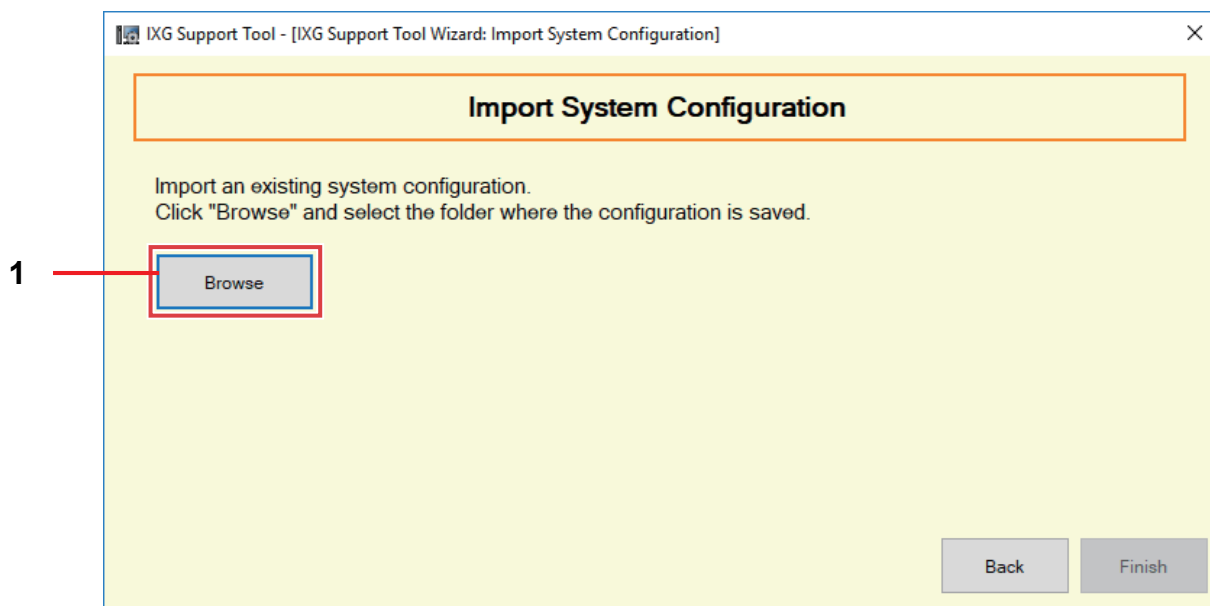 IXG Support Tool - [IXG Support Tool Wizard: Import System Configuration]
Import System Configuration
Import an existing system configuration.
Click "Browse" and select the folder where the configuration is saved.
1
Browse
Back
Finish